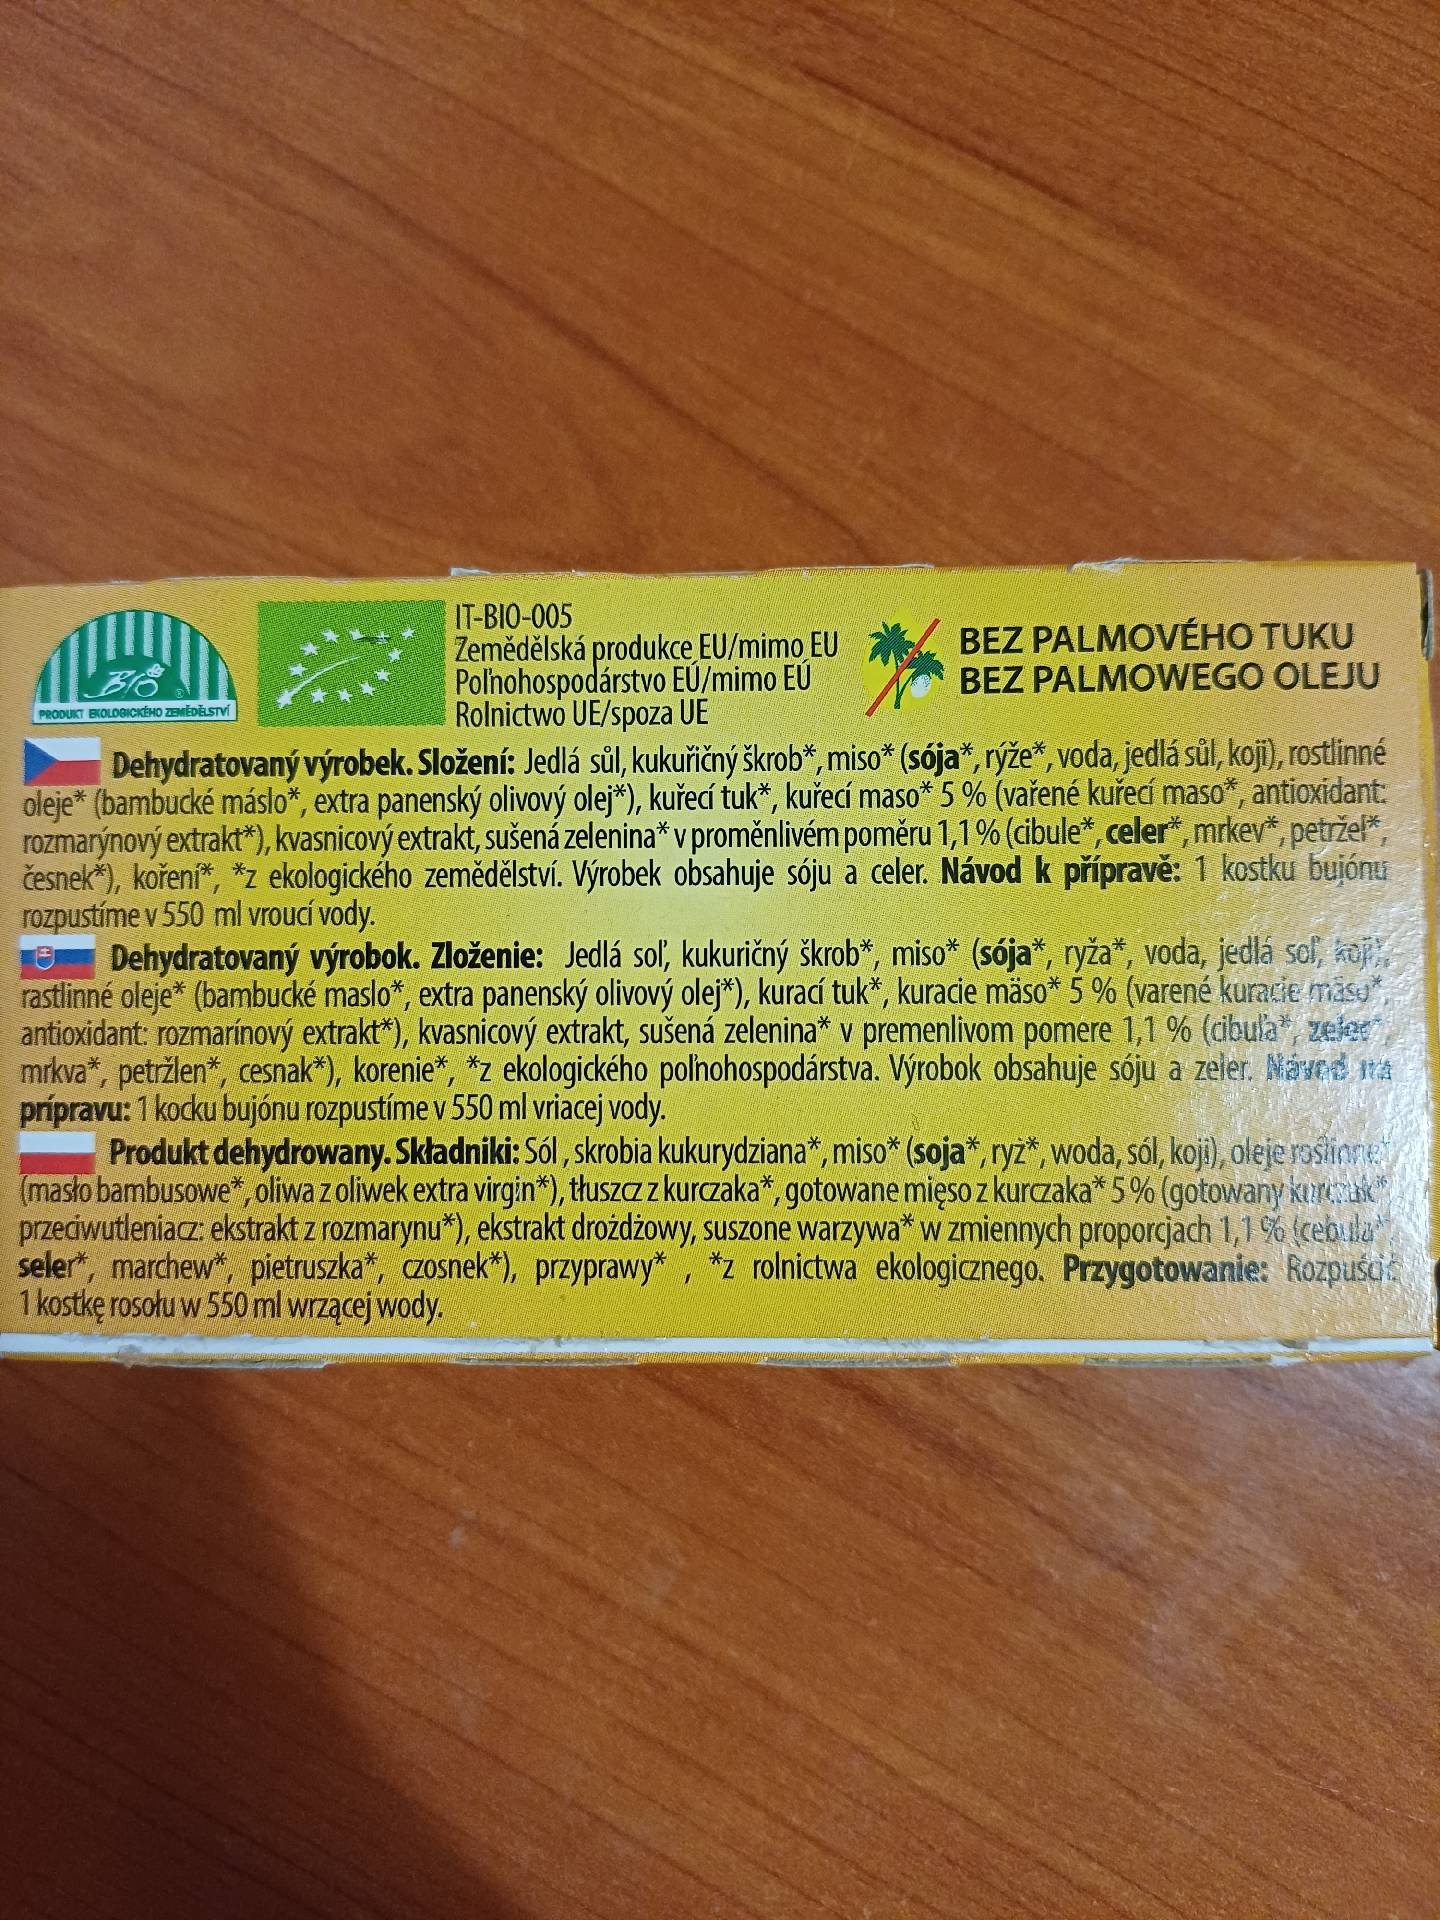 IT-BIO-005
Zemědělská produkce EU/mimo EU
Poľnohospodárstvo EÚ/mimo EÚ
Rolnictwo UE/spoza UE
BEZ PALMOVÉHO TUKU
BEZ PALMOWEGO OLEJU
BIO
PRODUKT EKOLOGICKÉHO ZEMĚDĚLSTVÍ
Dehydratovaný výrobek. Složení: Jedlá sůl, kukuřičný škrob*, miso* (sója*, rýže*, voda, jedlá sůl, koji), rostlinné
oleje* (bambucké máslo*, extra panenský olivový olej*), kuřecí tuk*, kuřecí maso* 5 % (vařené kuřecí maso*, antioxidant:
rozmarýnový extrakt*), kvasnicový extrakt, sušená zelenina* v proměnlivém poměru 1,1 % (cibule*, celer*, mrkev*, petržel*,
česnek*), koření*, *z ekologického zemědělství. Výrobek obsahuje sóju a celer. Návod k přípravě: 1 kostku bujónu
rozpustíme v 550 ml vroucí vody.
Dehydratovaný výrobok. Zloženie: Jedlá soľ, kukuričný škrob*, miso* (sója*, ryža*, voda, jedlá soľ, koji),
rastlinné oleje* (bambucké maslo*, extra panenský olivový olej*), kurací tuk*, kuracie mäso* 5 % (varené kuracie mäso*,
antioxidant: rozmarínový extrakt*), kvasnicový extrakt, sušená zelenina* v premenlivom pomere 1,1 % (cibuľa*, zeler*,
mrkva*, petržlen*, cesnak*), korenie*, *z ekologického poľnohospodárstva. Výrobok obsahuje sóju a zeler. Návod na
prípravu: 1 kocku bujónu rozpustíme v 550 ml vriacej vody.
Produkt dehydrowany. Składniki: Sól , skrobia kukurydziana*, miso* (soja*, ryż*, woda, sól, koji), oleje roślinne*
(masło bambusowe*, oliwa z oliwek extra virgin*), tłuszcz z kurczaka*, gotowane mięso z kurczaka* 5 % (gotowany kurczak*,
przeciwutleniacz: ekstrakt z rozmarynu*), ekstrakt drożdżowy, suszone warzywa* w zmiennych proporcjach 1,1 % (cebula*,
seler*, marchew*, pietruszka*, czosnek*), przyprawy* , *z rolnictwa ekologicznego. Przygotowanie: Rozpuścić
1 kostkę rosołu w 550 ml wrzącej wody.